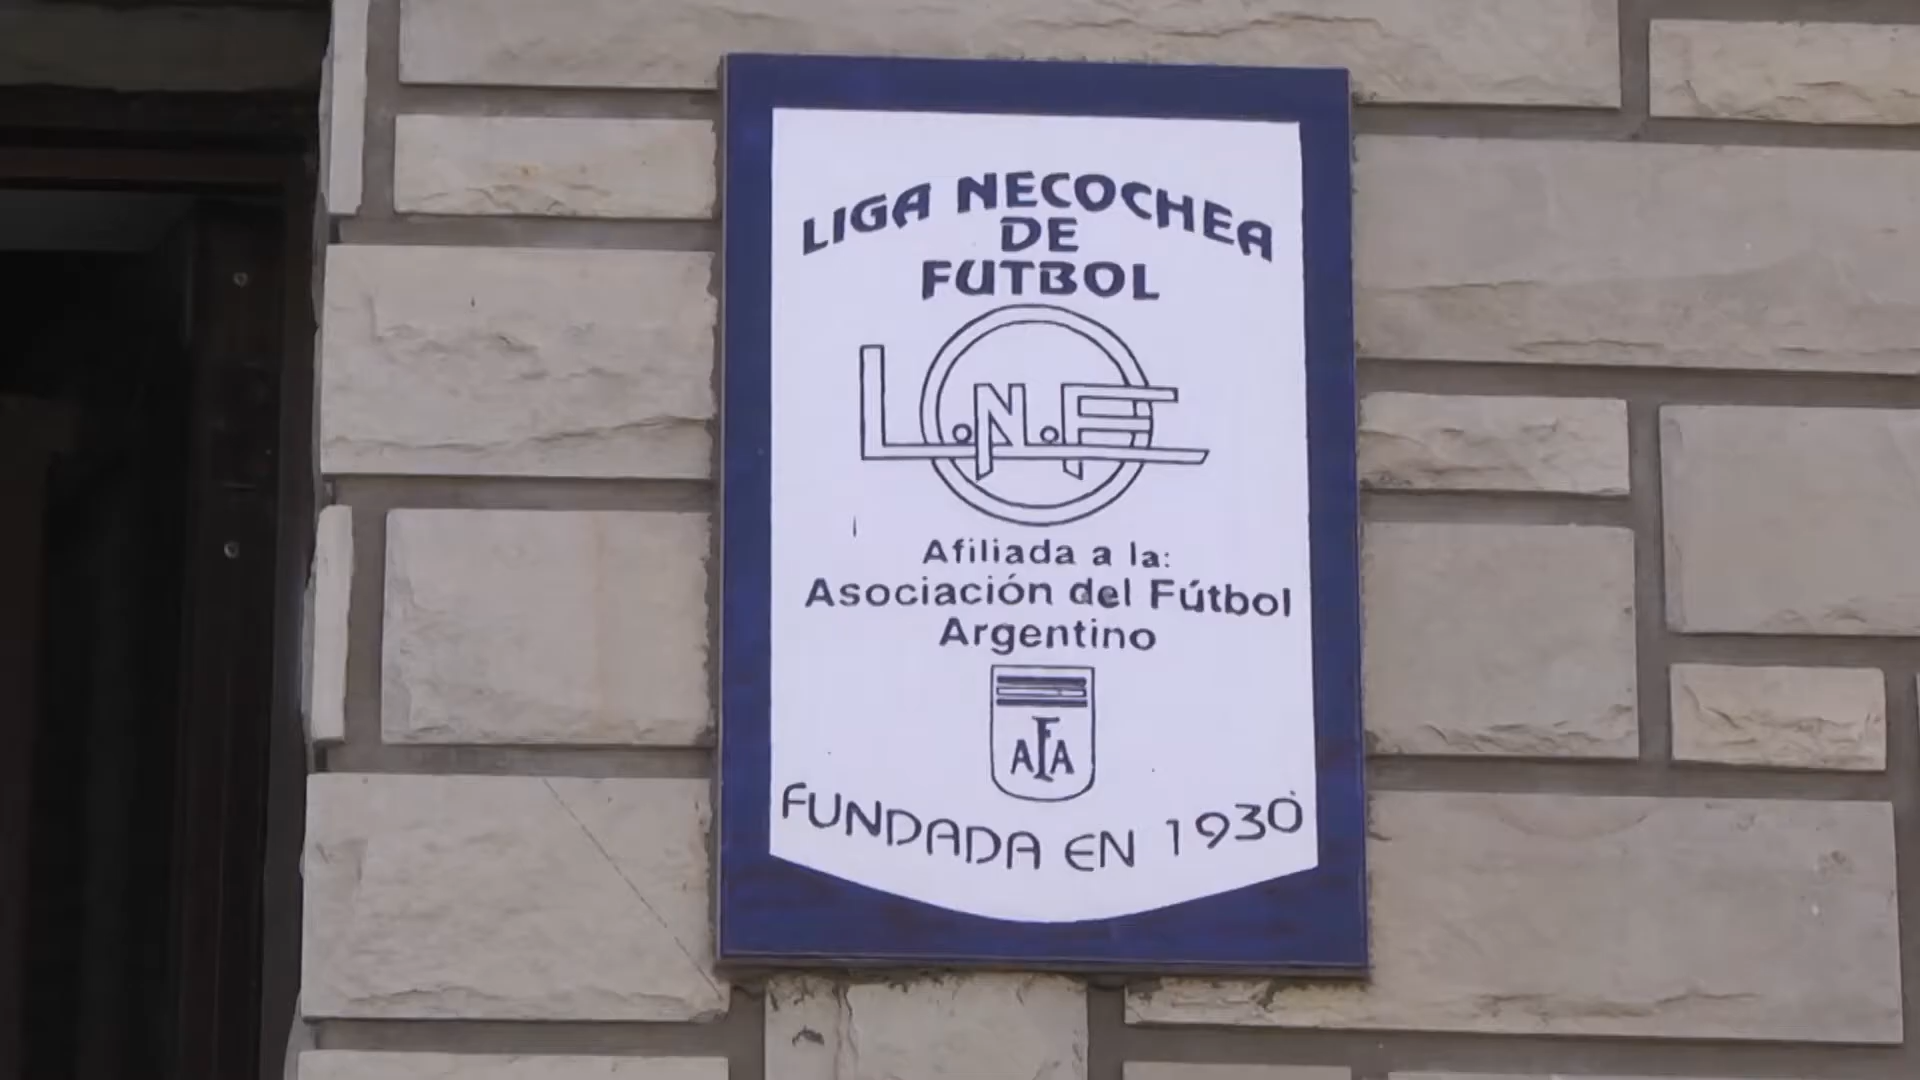 LIGA NECOCHEA
DE
FUTBOL
L.N.F
Afiliada a la:
Asociación del Fútbol
Argentino
AFA
FUNDADA EN 1930